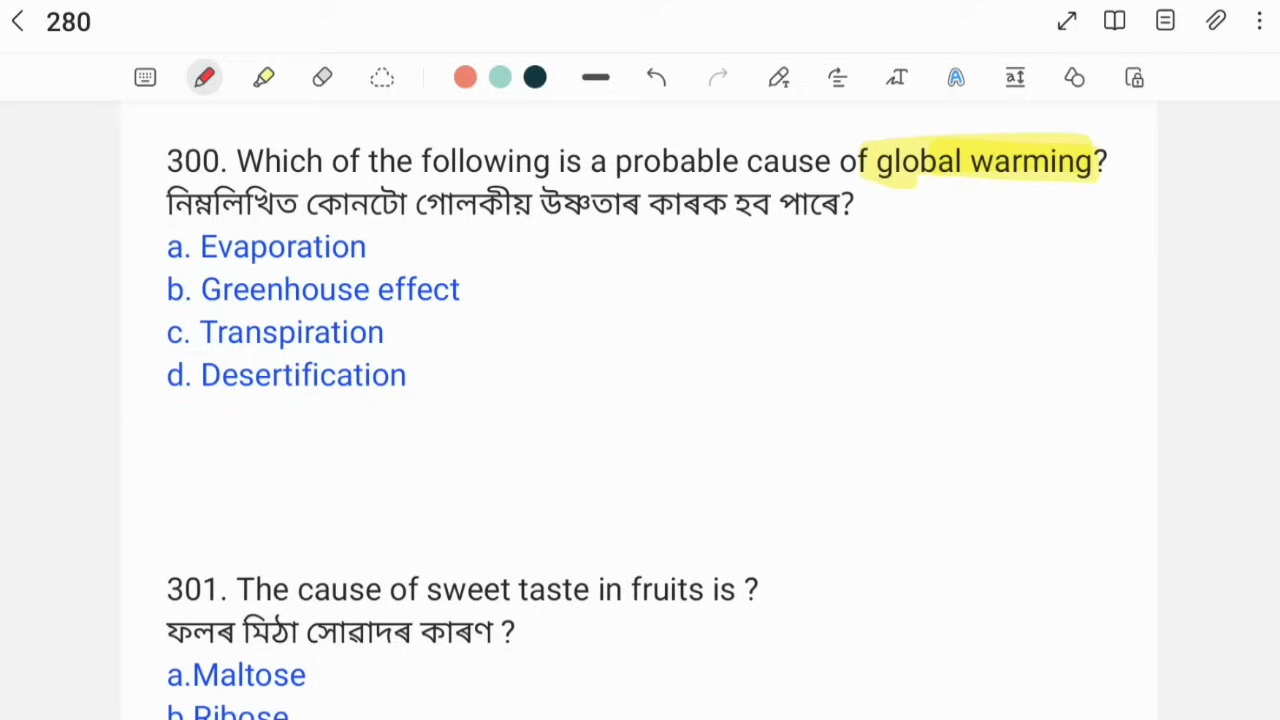 280
300. Which of the following is a probable cause of global warming?
নিম্নলিখিত কোনটো গোলকীয় উষ্ণতাৰ কাৰক হব পাৰে?
a. Evaporation
b. Greenhouse effect
c. Transpiration
d. Desertification
301. The cause of sweet taste in fruits is ?
ফলৰ মিঠা সোৱাদৰ কাৰণ ?
a.Maltose
b.Ribose